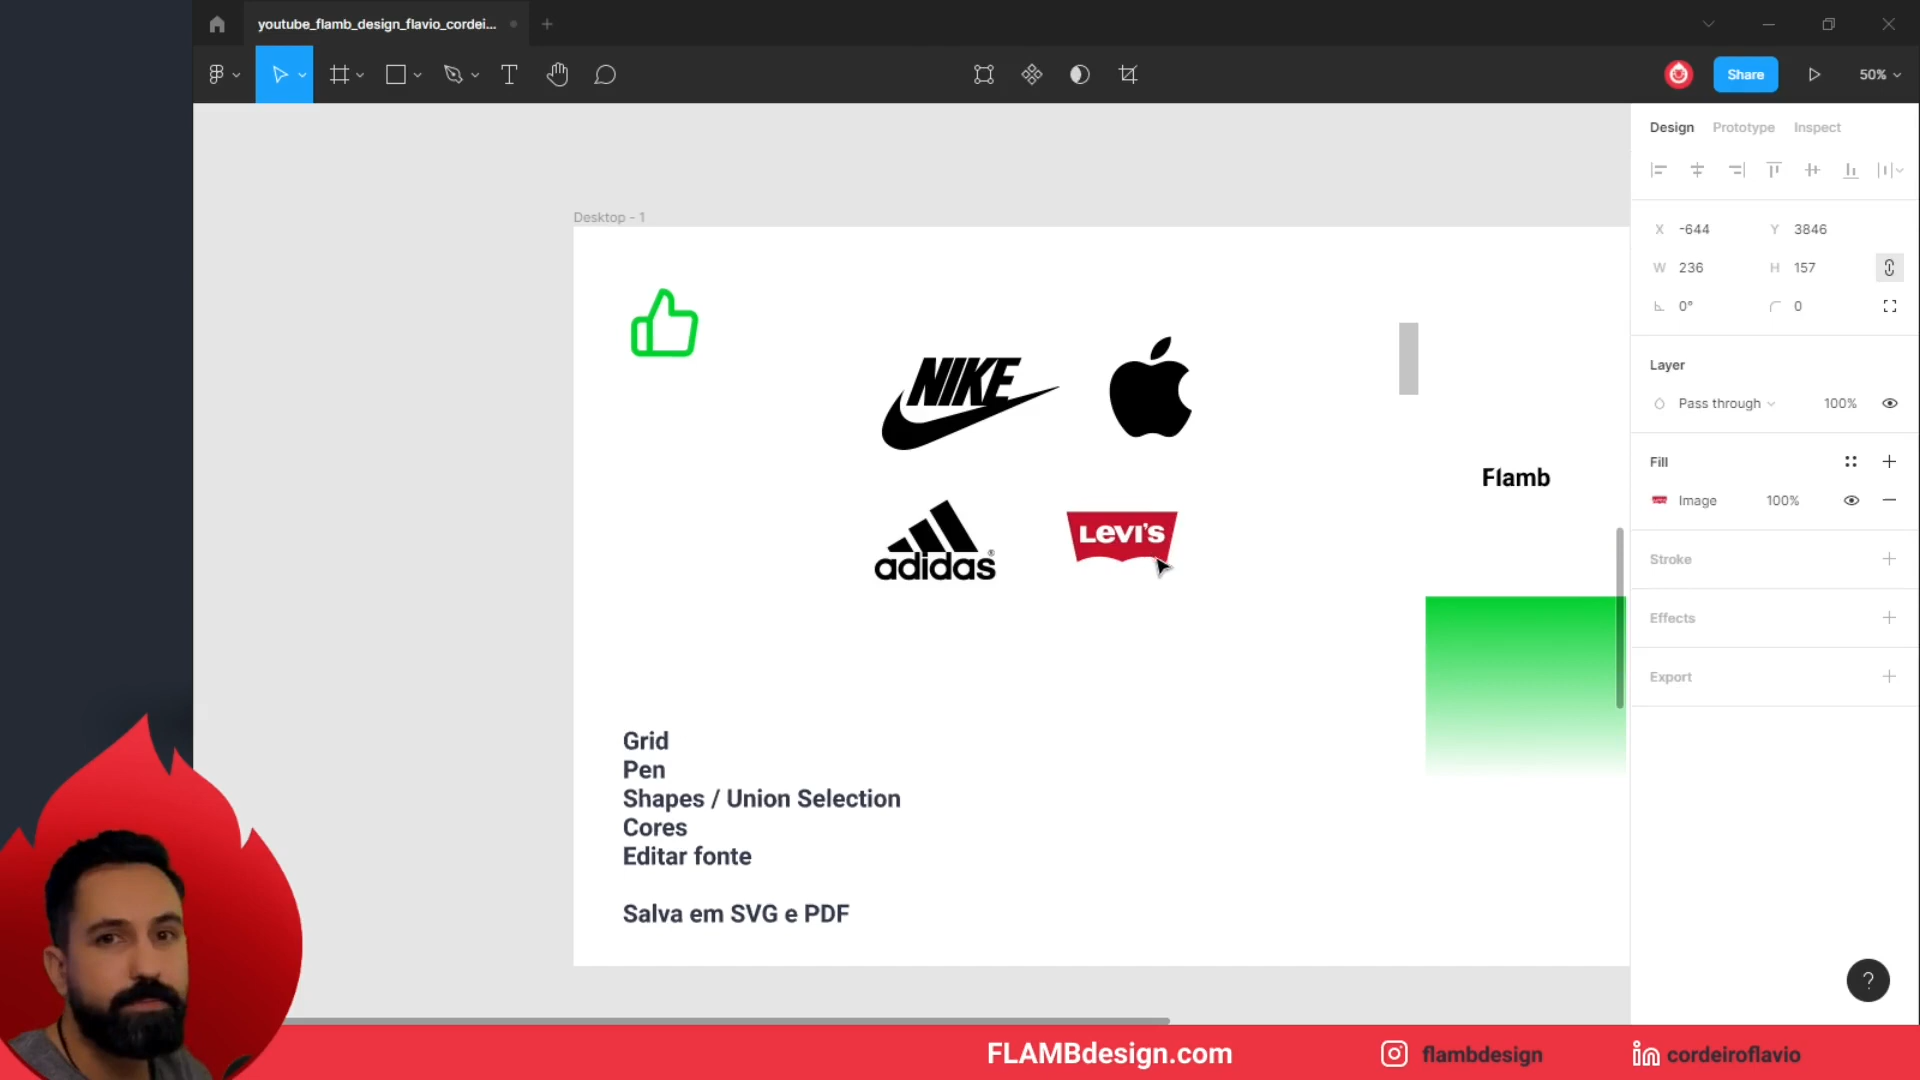 youtube_flamb_design_flavio_cordei...
Share
50%
Design Prototype Inspect
X -644 Y 3846
W 236 H 157
0° 0
Layer
Pass through 100%
Fill
Image 100%
Stroke
Effects
Export
Desktop - 1
NIKE
adidas®
Levi's
Flamb
Grid
Pen
Shapes / Union Selection
Cores
Editar fonte
Salva em SVG e PDF
?
FLAMBdesign.com
flambdesign
in cordeiroflavio